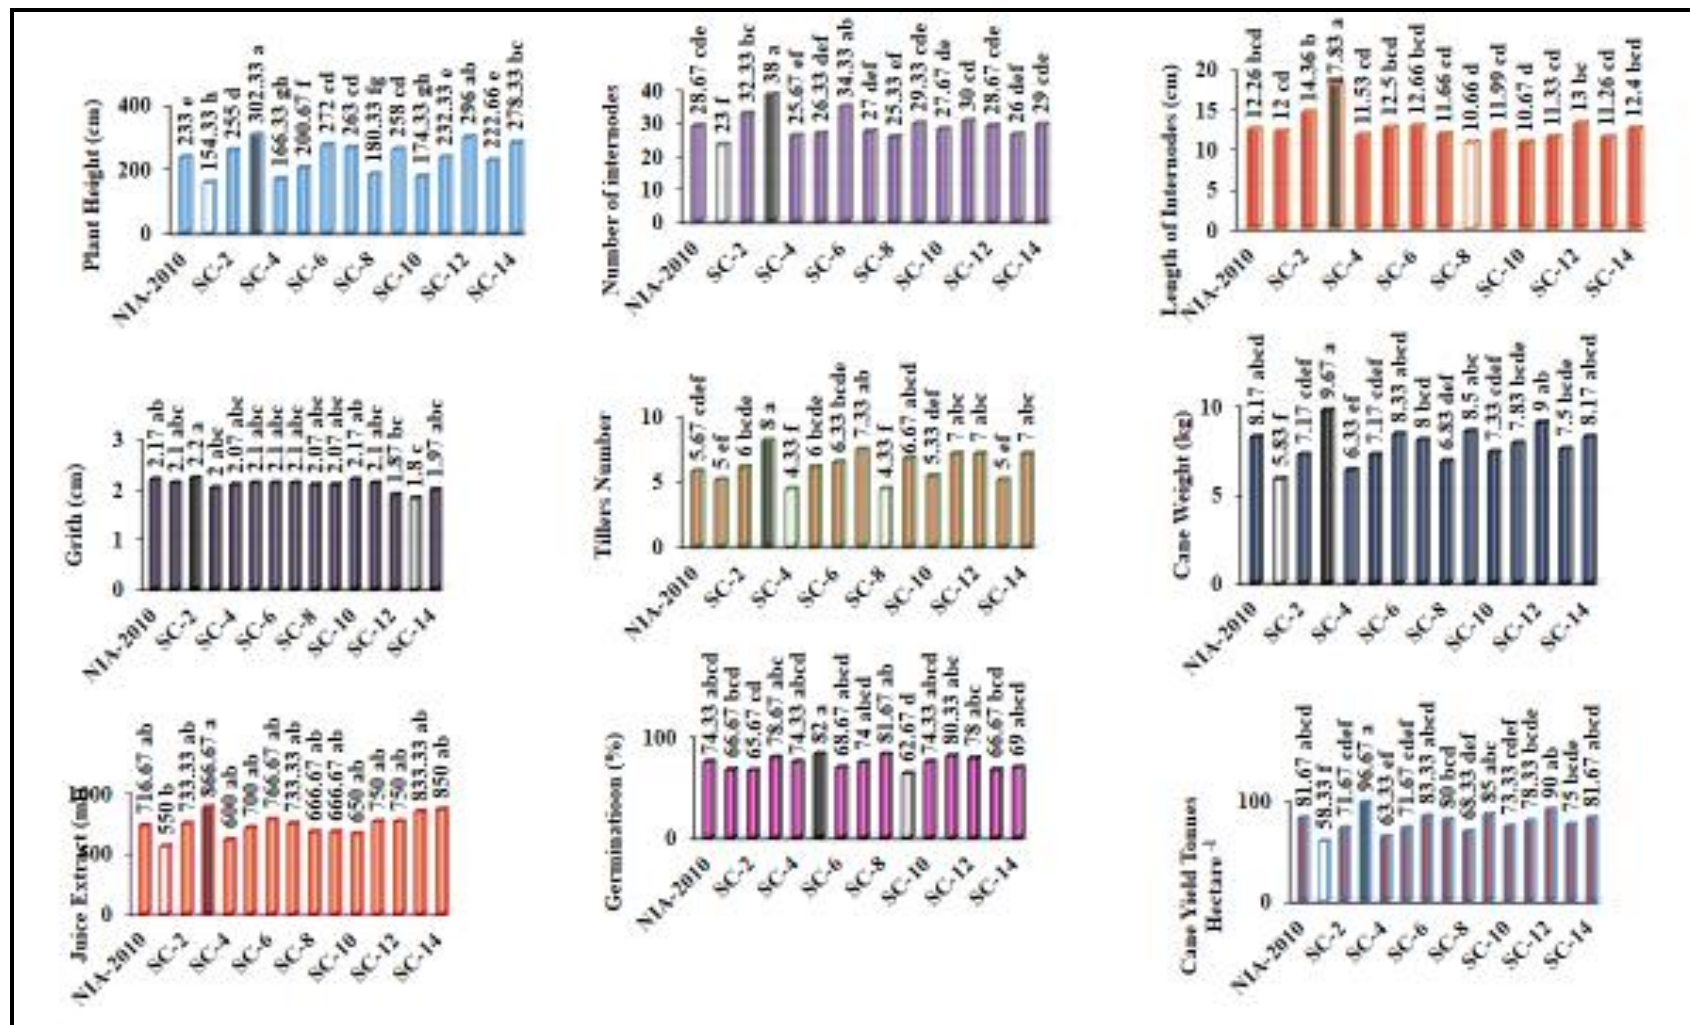 Plant Height (cm)
400
200
0
233 e
154.33 h
255 d
302.33 a
166.33 gh
200.67 f
272 cd
263 cd
180.33 fg
258 cd
174.33 gh
232.33 e
296 ab
222.66 e
278.33 bc
NIA-2010
SC-2
SC-4
SC-6
SC-8
SC-10
SC-12
SC-14
Number of internodes
40
30
20
10
0
28.67 cde
23 f
32.33 bc
38 a
25.67 ef
26.33 def
34.33 ab
27 def
25.33 ef
29.33 cde
27.67 de
30 cd
28.67 cde
26 def
29 cde
NIA-2010
SC-2
SC-4
SC-6
SC-8
SC-10
SC-12
SC-14
Length of Internodes (cm)
20
15
10
5
0
12.26 bcd
12 cd
14.36 b
7.83 a
11.53 cd
12.5 bcd
12.66 bcd
11.66 cd
10.66 d
11.99 cd
10.67 d
11.33 cd
13 bc
11.26 cd
12.4 bcd
NIA-2010
SC-2
SC-4
SC-6
SC-8
SC-10
SC-12
SC-14
Grith (cm)
3
2
1
0
2.17 ab
2.1 abc
2.2 a
2 abc
2.07 abc
2.1 abc
2.1 abc
2.1 abc
2.07 abc
2.07 abc
2.17 ab
2.1 abc
1.87 bc
1.8 c
1.97 abc
NIA-2010
SC-2
SC-4
SC-6
SC-8
SC-10
SC-12
SC-14
Tillers Number
10
5
0
5.67 cdef
5 ef
6 bcde
8 a
4.33 f
6 bcde
6.33 bcde
7.33 ab
4.33 f
6.67 abcd
5.33 def
7 abc
7 abc
5 ef
7 abc
NIA-2010
SC-2
SC-4
SC-6
SC-8
SC-10
SC-12
SC-14
Cane Weight (kg)
10
5
0
8.17 abcd
5.83 f
7.17 cdef
9.67 a
6.33 ef
7.17 cdef
8.33 abcd
8 bcd
6.83 def
8.5 abc
7.33 cdef
7.83 bcde
9 ab
7.5 bcde
8.17 abcd
NIA-2010
SC-2
SC-4
SC-6
SC-8
SC-10
SC-12
SC-14
Juice Extract (ml)
1000
500
0
716.67 ab
550 b
733.33 ab
866.67 a
600 ab
700 ab
766.67 ab
733.33 ab
666.67 ab
666.67 ab
650 ab
750 ab
750 ab
833.33 ab
850 ab
NIA-2010
SC-2
SC-4
SC-6
SC-8
SC-10
SC-12
SC-14
Germinatioon (%)
100
0
74.33 abcd
66.67 bcd
65.67 cd
78.67 abc
74.33 abcd
82 a
68.67 abcd
74 abcd
81.67 ab
62.67 d
74.33 abcd
80.33 abc
78 abc
66.67 bcd
69 abcd
NIA-2010
SC-2
SC-4
SC-6
SC-8
SC-10
SC-12
SC-14
Cane Yield Tonnes
Hectare -1
100
0
81.67 abcd
58.33 f
71.67 cdef
96.67 a
63.33 ef
71.67 cdef
83.33 abcd
80 bcd
68.33 def
85 abc
73.33 cdef
78.33 bcde
90 ab
75 bcde
81.67 abcd
NIA-2010
SC-2
SC-4
SC-6
SC-8
SC-10
SC-12
SC-14